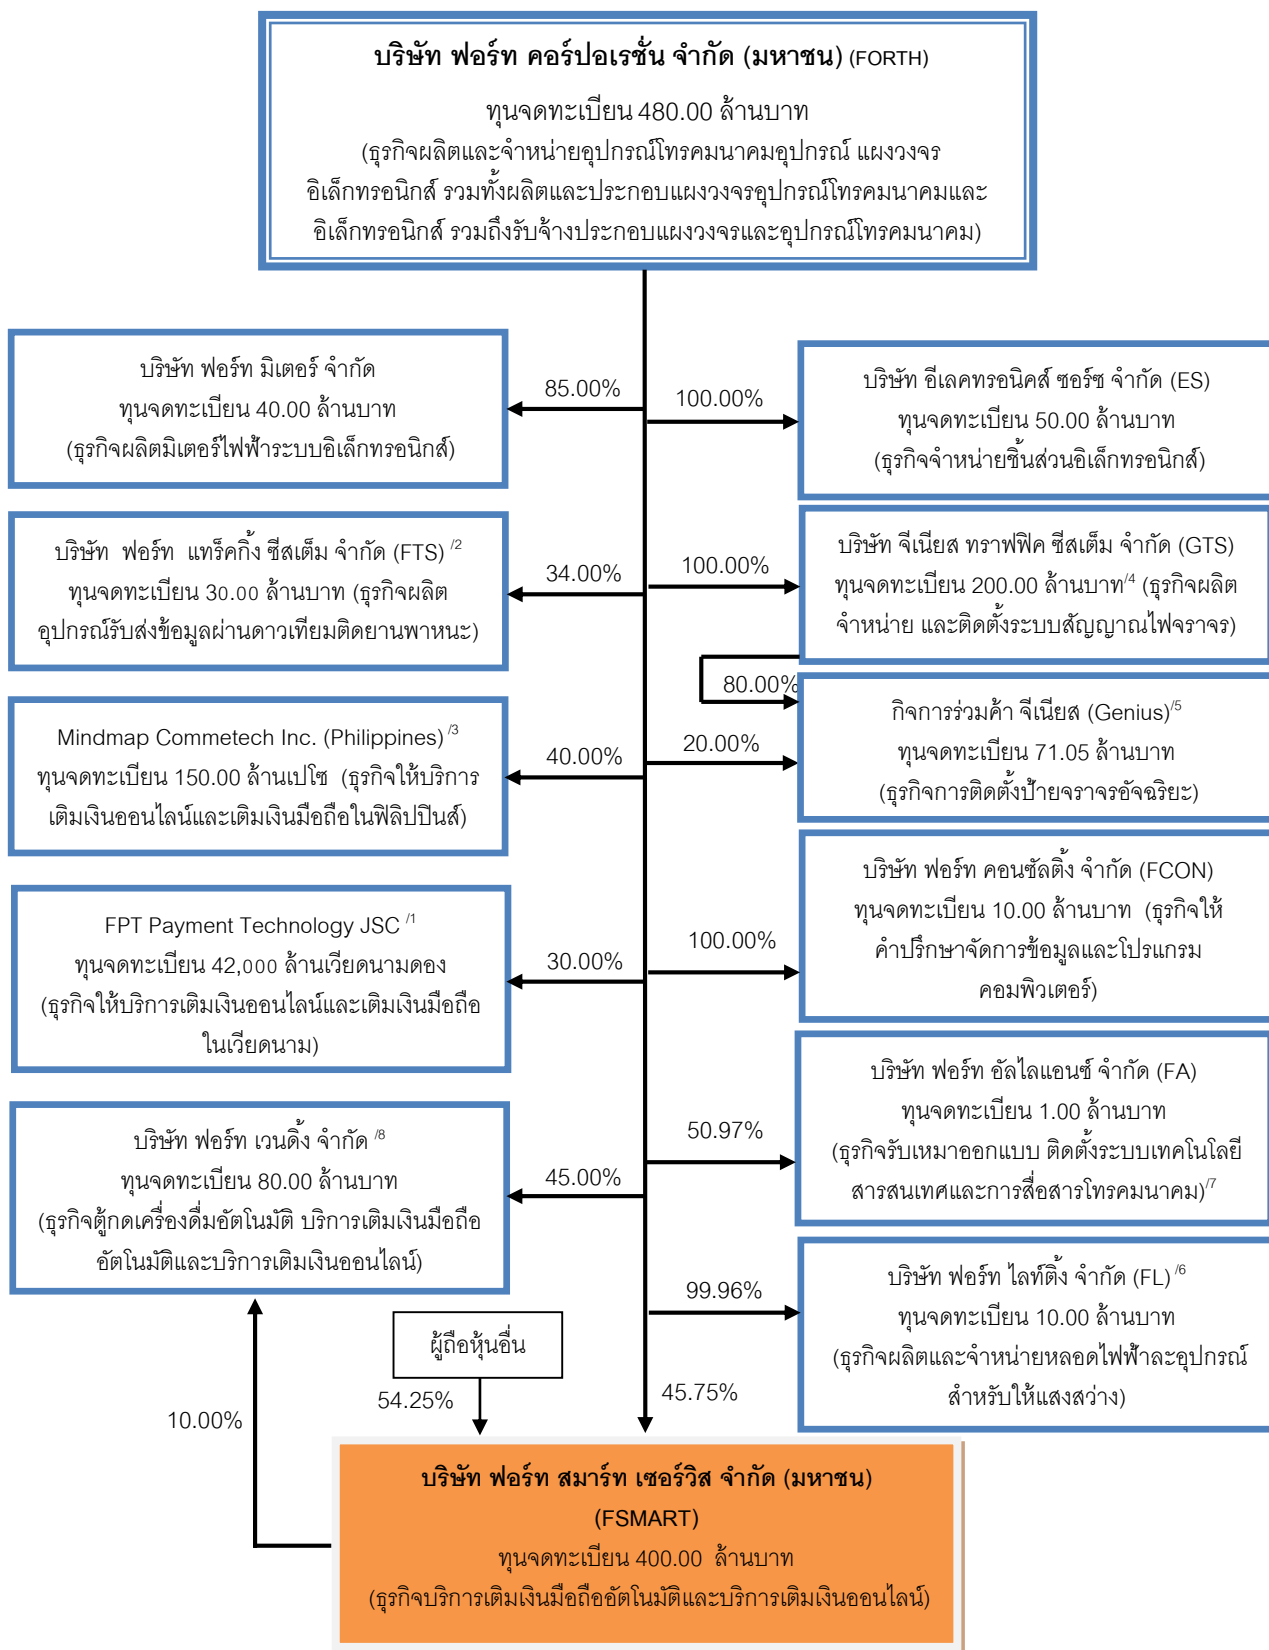 บริษัท ฟอร์ท คอร์ปอเรชั่น จำกัด (มหาชน) (FORTH)
ทุนจดทะเบียน 480.00 ล้านบาท
(ธุรกิจผลิตและจำหน่ายอุปกรณ์โทรคมนาคมอุปกรณ์ แผงวงจร
อิเล็กทรอนิกส์ รวมทั้งผลิตและประกอบแผงวงจรอุปกรณ์โทรคมนาคมและ
อิเล็กทรอนิกส์ รวมถึงรับจ้างประกอบแผงวงจรและอุปกรณ์โทรคมนาคม)
บริษัท ฟอร์ท มิเตอร์ จำกัด
ทุนจดทะเบียน 40.00 ล้านบาท
(ธุรกิจผลิตมิเตอร์ไฟฟ้าระบบอิเล็กทรอนิกส์)
85.00%
100.00%
บริษัท อีเลคทรอนิคส์ ซอร์ซ จำกัด (ES)
ทุนจดทะเบียน 50.00 ล้านบาท
(ธุรกิจจำหน่ายชิ้นส่วนอิเล็กทรอนิกส์)
บริษัท ฟอร์ท แทร็คกิ้ง ซีสเต็ม จำกัด (FTS) /2
ทุนจดทะเบียน 30.00 ล้านบาท (ธุรกิจผลิต
อุปกรณ์รับส่งข้อมูลผ่านดาวเทียมติดยานพาหนะ)
34.00%
100.00%
บริษัท จีเนียส ทราฟฟิค ซีสเต็ม จำกัด (GTS)
ทุนจดทะเบียน 200.00 ล้านบาท/4 (ธุรกิจผลิต
จำหน่าย และติดตั้งระบบสัญญาณไฟจราจร)
80.00%
Mindmap Commetech Inc. (Philippines) /3
ทุนจดทะเบียน 150.00 ล้านเปโซ (ธุรกิจให้บริการ
เติมเงินออนไลน์และเติมเงินมือถือในฟิลิปปินส์)
40.00%
20.00%
กิจการร่วมค้า จีเนียส (Genius)/5
ทุนจดทะเบียน 71.05 ล้านบาท
(ธุรกิจการติดตั้งป้ายจราจรอัจฉริยะ)
FPT Payment Technology JSC /1
ทุนจดทะเบียน 42,000 ล้านเวียดนามดอง
(ธุรกิจให้บริการเติมเงินออนไลน์และเติมเงินมือถือ
ในเวียดนาม)
30.00%
100.00%
บริษัท ฟอร์ท คอนซัลติ้ง จำกัด (FCON)
ทุนจดทะเบียน 10.00 ล้านบาท (ธุรกิจให้
คำปรึกษาจัดการข้อมูลและโปรแกรม
คอมพิวเตอร์)
บริษัท ฟอร์ท เวนดิ้ง จำกัด /8
ทุนจดทะเบียน 80.00 ล้านบาท
(ธุรกิจตู้กดเครื่องดื่มอัตโนมัติ บริการเติมเงินมือถือ
อัตโนมัติและบริการเติมเงินออนไลน์)
45.00%
50.97%
บริษัท ฟอร์ท อัลไลแอนซ์ จำกัด (FA)
ทุนจดทะเบียน 1.00 ล้านบาท
(ธุรกิจรับเหมาออกแบบ ติดตั้งระบบเทคโนโลยี
สารสนเทศและการสื่อสารโทรคมนาคม)/7
99.96%
บริษัท ฟอร์ท ไลท์ติ้ง จำกัด (FL) /6
ทุนจดทะเบียน 10.00 ล้านบาท
(ธุรกิจผลิตและจำหน่ายหลอดไฟฟ้าละอุปกรณ์
สำหรับให้แสงสว่าง)
ผู้ถือหุ้นอื่น
54.25%
45.75%
10.00%
บริษัท ฟอร์ท สมาร์ท เซอร์วิส จำกัด (มหาชน)
(FSMART)
ทุนจดทะเบียน 400.00 ล้านบาท
(ธุรกิจบริการเติมเงินมือถืออัตโนมัติและบริการเติมเงินออนไลน์)